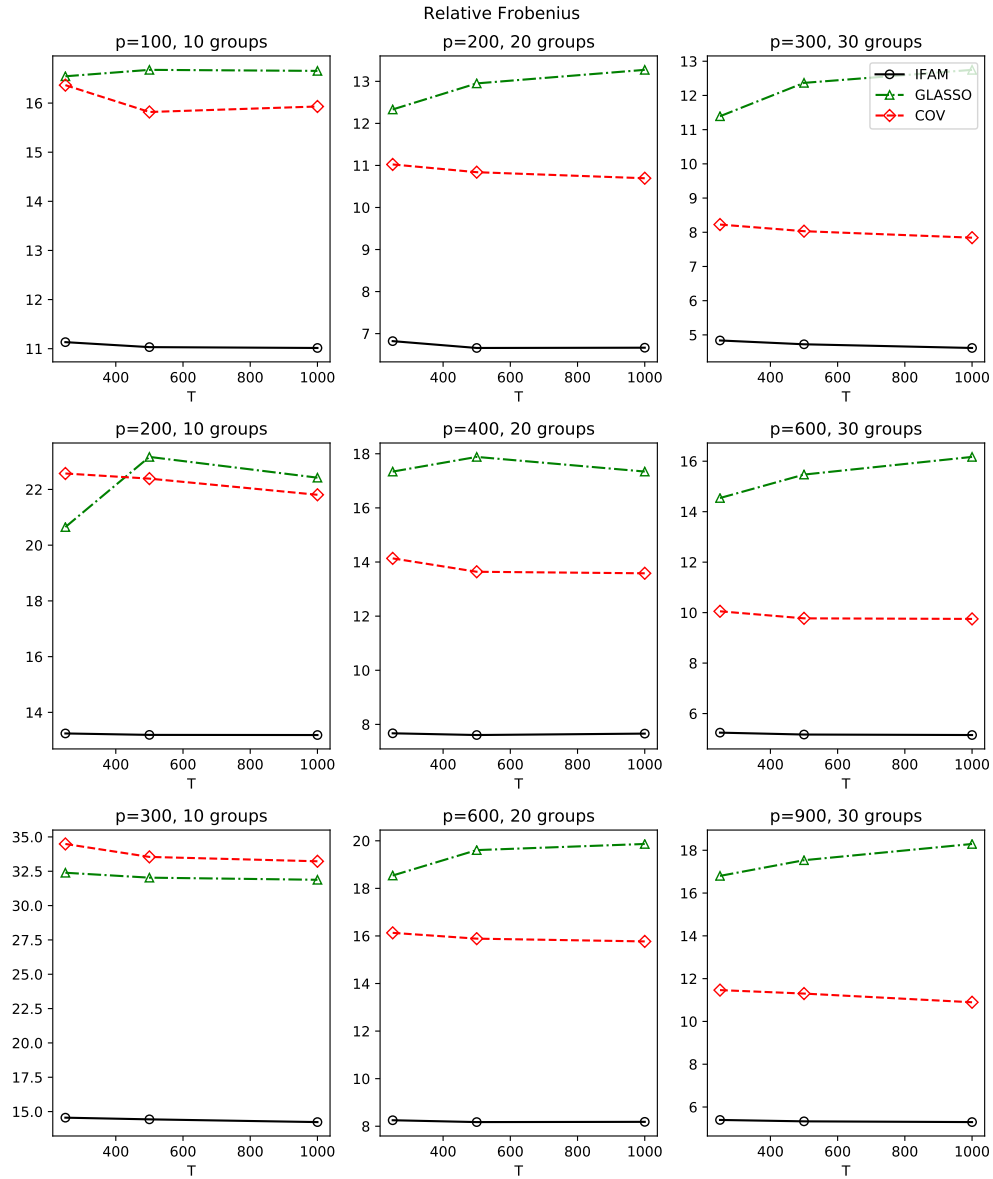 Relative Frobenius
p=100, 10 groups
16
15
14
13
12
11
400 600 800 1000
T
p=200, 20 groups
13
12
11
10
9
8
7
400 600 800 1000
T
p=300, 30 groups
13
12
11
10
9
8
7
6
5
IFAM
GLASSO
COV
400 600 800 1000
T
p=200, 10 groups
22
20
18
16
14
400 600 800 1000
T
p=400, 20 groups
18
16
14
12
10
8
400 600 800 1000
T
p=600, 30 groups
16
14
12
10
8
6
400 600 800 1000
T
p=300, 10 groups
35.0
32.5
30.0
27.5
25.0
22.5
20.0
17.5
15.0
400 600 800 1000
T
p=600, 20 groups
20
18
16
14
12
10
8
400 600 800 1000
T
p=900, 30 groups
18
16
14
12
10
8
6
400 600 800 1000
T